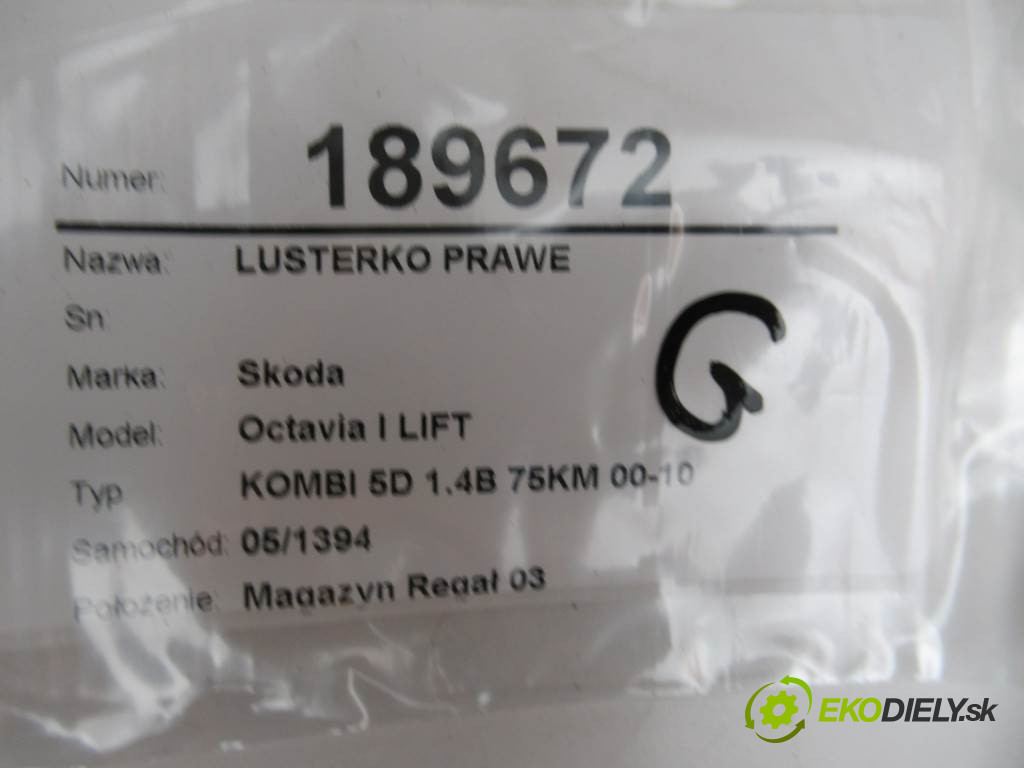 Numer: 189672
Nazwa: LUSTERKO PRAWE
Sn
Marka: Skoda
Model: Octavia I LIFT
Typ KOMBI 5D 1.4B 75KM 00-10
Samochód: 05/1394
Położenie: Magazyn Regał 03
G
EKODIELY.sk